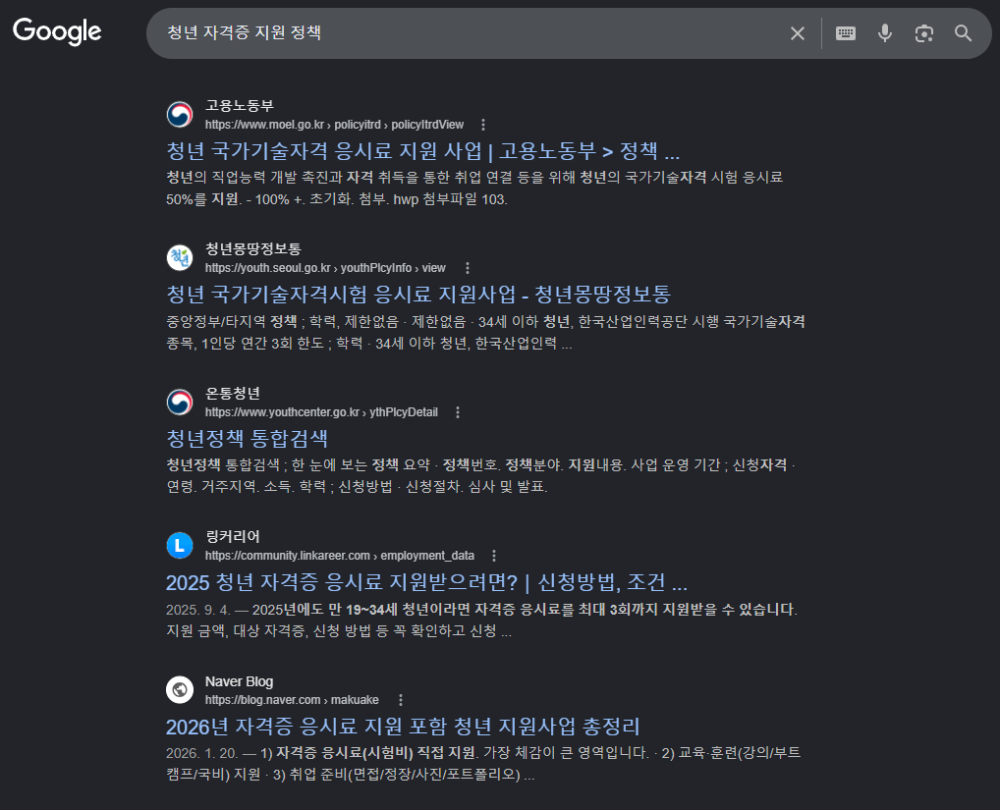 Google
청년 자격증 지원 정책
고용노동부
https://www.moel.go.kr › policyitrd › policyItrdView
청년 국가기술자격 응시료 지원 사업 | 고용노동부 > 정책 ...
청년의 직업능력 개발 촉진과 자격 취득을 통한 취업 연결 등을 위해 청년의 국가기술자격 시험 응시료
50%를 지원. - 100% +. 초기화. 첨부. hwp 첨부파일 103.
청년몽땅정보통
https://youth.seoul.go.kr › youthPlcyInfo › view
청년 국가기술자격시험 응시료 지원사업 - 청년몽땅정보통
중앙정부/타지역 정책 ; 학력, 제한없음 · 제한없음 · 34세 이하 청년, 한국산업인력공단 시행 국가기술자격
종목, 1인당 연간 3회 한도 ; 학력 · 34세 이하 청년, 한국산업인력 ...
온통청년
https://www.youthcenter.go.kr › ythPlcyDetail
청년정책 통합검색
청년정책 통합검색 ; 한 눈에 보는 정책 요약 · 정책번호. 정책분야. 지원내용. 사업 운영 기간 ; 신청자격 ·
연령. 거주지역. 소득. 학력 ; 신청방법 · 신청절차. 심사 및 발표.
L
링커리어
https://community.linkareer.com › employment_data
2025 청년 자격증 응시료 지원받으려면? | 신청방법, 조건 ...
2025. 9. 4. — 2025년에도 만 19~34세 청년이라면 자격증 응시료를 최대 3회까지 지원받을 수 있습니다.
지원 금액, 대상 자격증, 신청 방법 등 꼭 확인하고 신청 ...
Naver Blog
https://blog.naver.com › makuake
2026년 자격증 응시료 지원 포함 청년 지원사업 총정리
2026. 1. 20. — 1) 자격증 응시료(시험비) 직접 지원. 가장 체감이 큰 영역입니다. · 2) 교육·훈련(강의/부트
캠프/국비) 지원 · 3) 취업 준비(면접/정장/사진/포트폴리오) ...